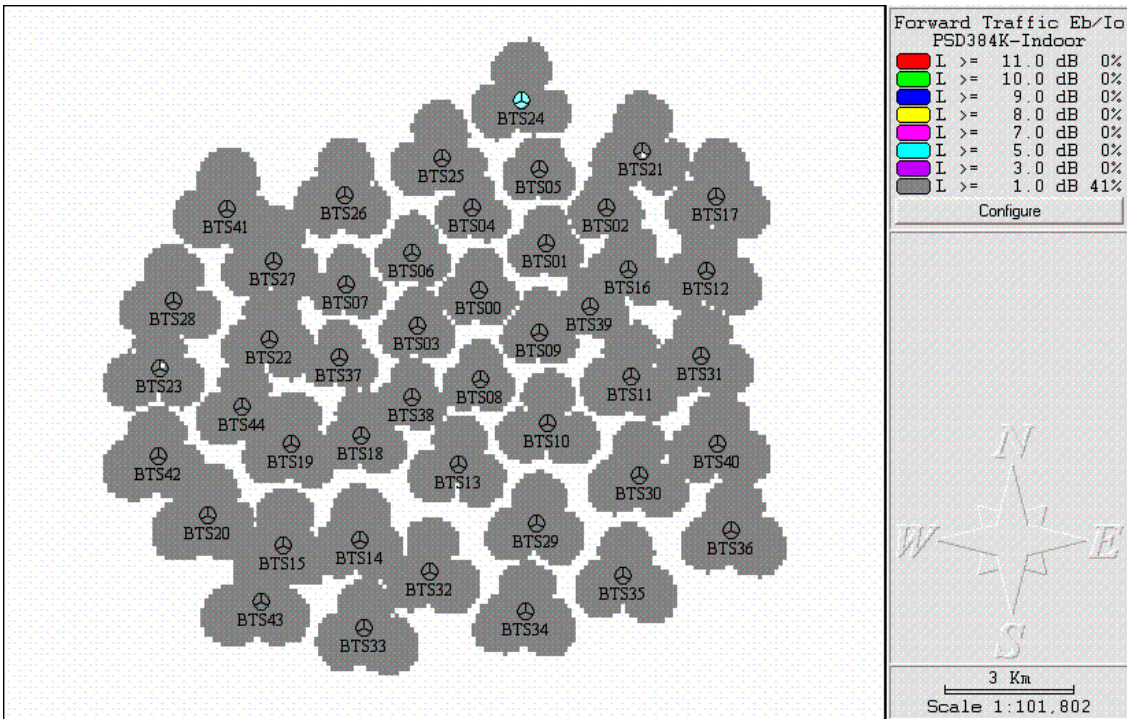 Forward Traffic Eb/Io
PSD384K-Indoor
L >= 11.0 dB 0%
L >= 10.0 dB 0%
L >= 9.0 dB 0%
L >= 8.0 dB 0%
L >= 7.0 dB 0%
L >= 5.0 dB 0%
L >= 3.0 dB 0%
L >= 1.0 dB 41%
Configure
BTS24
BTS21
BTS25
BTS05
BTS26
BTS17
BTS41
BTS04
BTS02
BTS01
BTS06
BTS27
BTS16
BTS12
BTS07
BTS00
BTS28
BTS39
BTS03
BTS09
BTS22
BTS37
BTS31
BTS23
BTS11
BTS08
BTS38
BTS44
BTS10
BTS18
BTS19
BTS40
BTS42
BTS13
BTS30
BTS20
BTS29
BTS36
BTS14
BTS15
BTS32
BTS35
BTS43
BTS34
BTS33
N
W E
S
3 Km
Scale 1:101,802